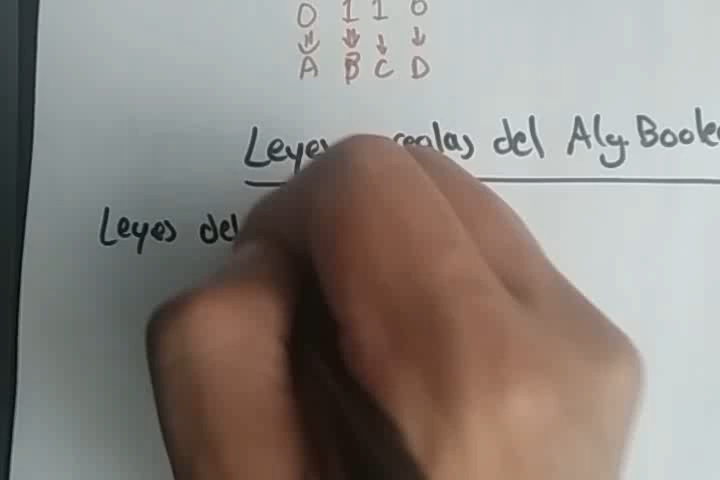 0 1 1 0
A B C D
Leyes reglas del Alg. Boole
Leyes del